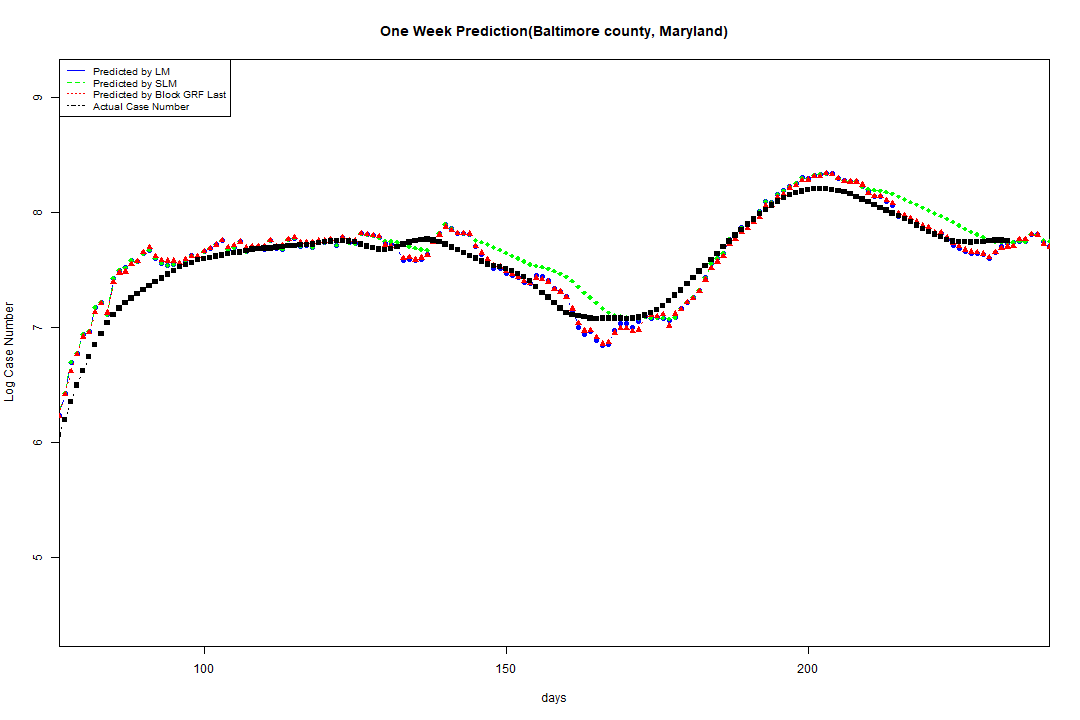 One Week Prediction(Baltimore county, Maryland)
Predicted by LM
Predicted by SLM
Predicted by Block GRF Last
Actual Case Number
9
8
7
6
5
Log Case Number
100
150
200
days